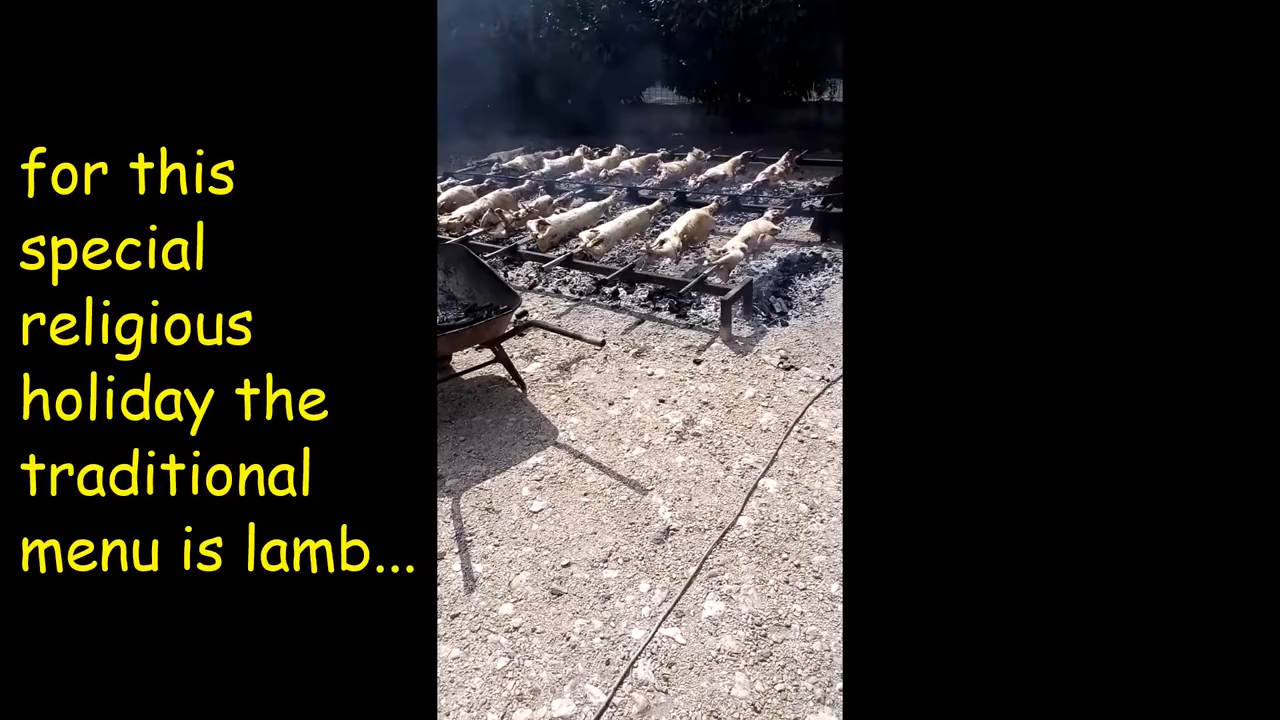 for this
special
religious
holiday the
traditional
menu is lamb...